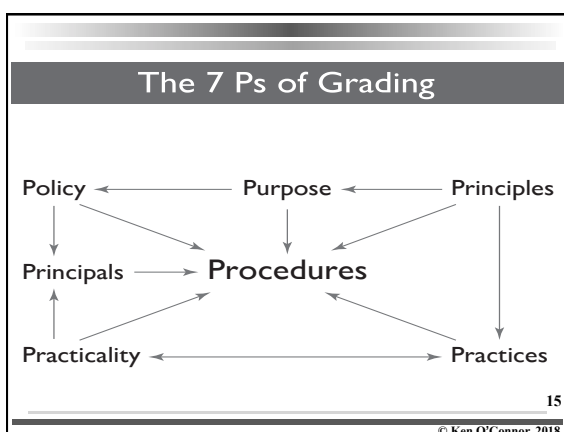 The 7 Ps of Grading
Policy Purpose Principles
Principals Procedures
Practicality Practices
15
© Ken O'Connor, 2018